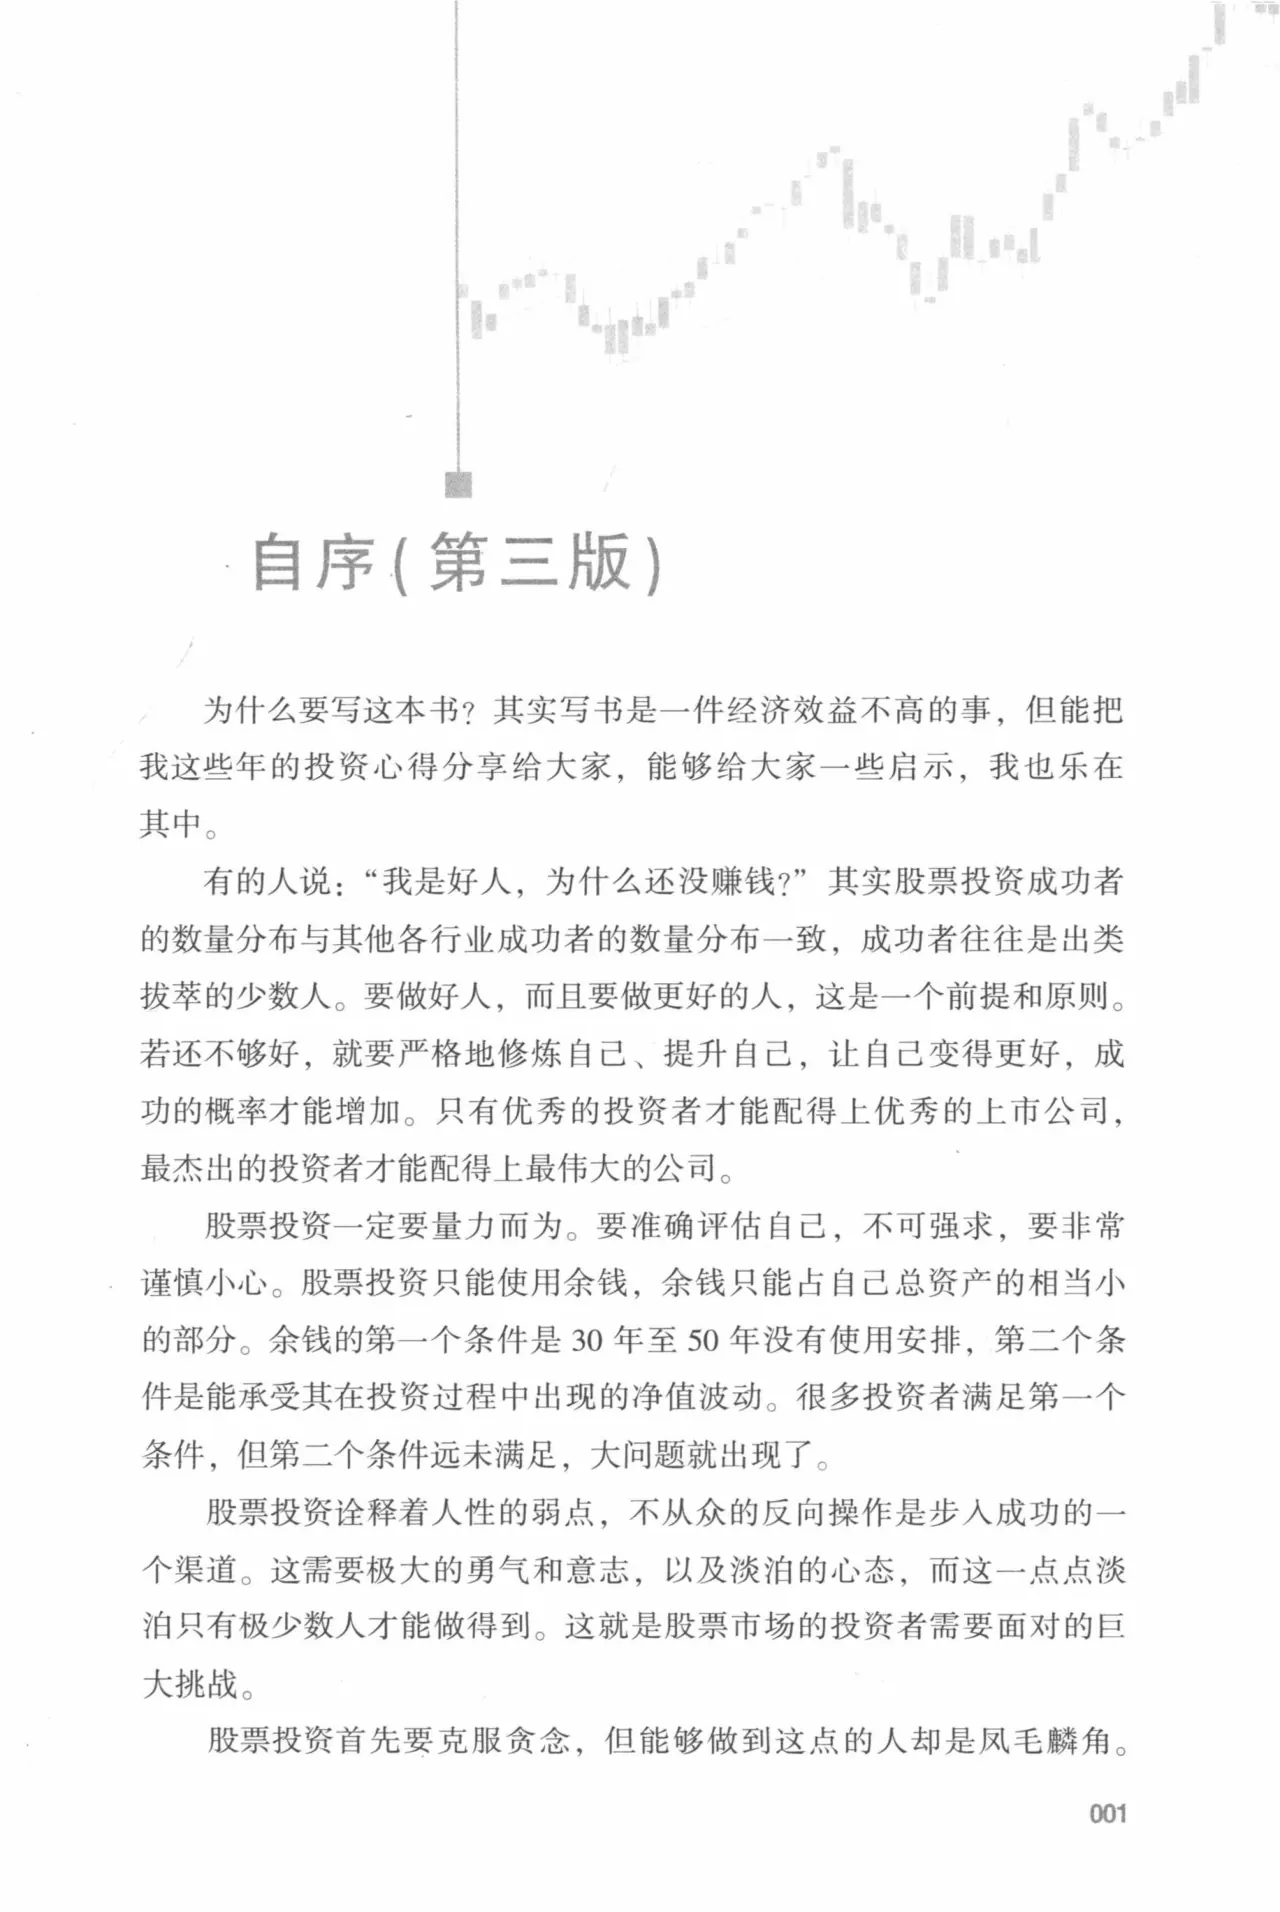 自序(第三版)
为什么要写这本书？其实写书是一件经济效益不高的事，但能把
我这些年的投资心得分享给大家，能够给大家一些启示，我也乐在
其中。
有的人说：“我是好人，为什么还没赚钱？”其实股票投资成功者
的数量分布与其他各行业成功者的数量分布一致，成功者往往是出类
拔萃的少数人。要做好人，而且要做更好的人，这是一个前提和原则。
若还不够好，就要严格地修炼自己、提升自己，让自己变得更好，成
功的概率才能增加。只有优秀的投资者才能配得上优秀的上市公司，
最杰出的投资者才能配得上最伟大的公司。
股票投资一定要量力而为。要准确评估自己，不可强求，要非常
谨慎小心。股票投资只能使用余钱，余钱只能占自己总资产的相当小
的部分。余钱的第一个条件是 30 年至 50 年没有使用安排，第二个条
件是能承受其在投资过程中出现的净值波动。很多投资者满足第一个
条件，但第二个条件远未满足，大问题就出现了。
股票投资诠释着人性的弱点，不从众的反向操作是步入成功的一
个渠道。这需要极大的勇气和意志，以及淡泊的心态，而这一点点淡
泊只有极少数人才能做得到。这就是股票市场的投资者需要面对的巨
大挑战。
股票投资首先要克服贪念，但能够做到这点的人却是凤毛麟角。
001